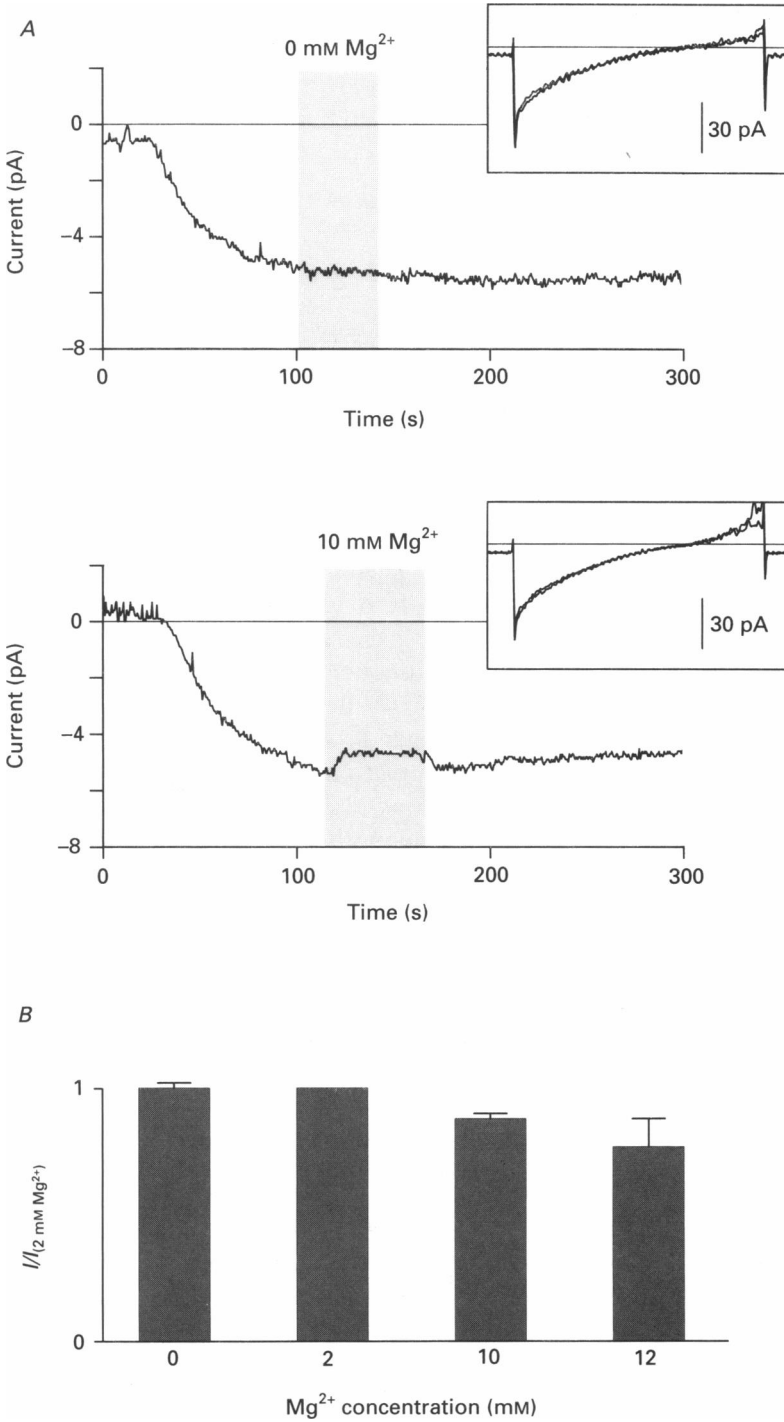 A
0 mM Mg²⁺
30 pA
Current (pA)
0
−4
−8
0
100
200
300
Time (s)
10 mM Mg²⁺
30 pA
Current (pA)
0
−4
−8
0
100
200
300
Time (s)
B
I/I(2 mM Mg²⁺)
1
0
0
2
10
12
Mg²⁺ concentration (mM)